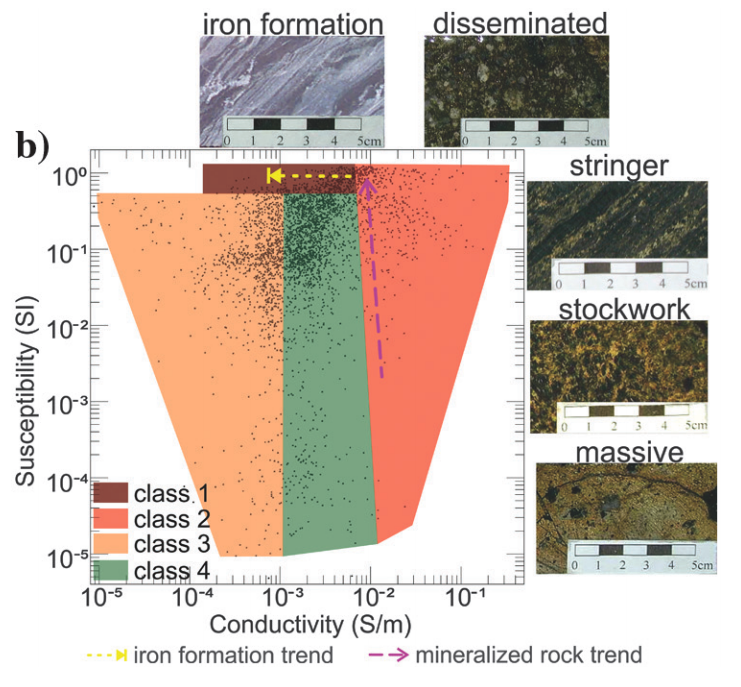 iron formation
disseminated
0 1 2 3 4 5cm
0 1 2 3 4 5cm
b)
stringer
0 1 2 3 4 5cm
stockwork
0 1 2 3 4 5cm
massive
0 1 2 3 4 5cm
Susceptibility (SI)
10⁰
10⁻¹
10⁻²
10⁻³
10⁻⁴
10⁻⁵
class 1
class 2
class 3
class 4
10⁻⁵ 10⁻⁴ 10⁻³ 10⁻² 10⁻¹
Conductivity (S/m)
iron formation trend
mineralized rock trend